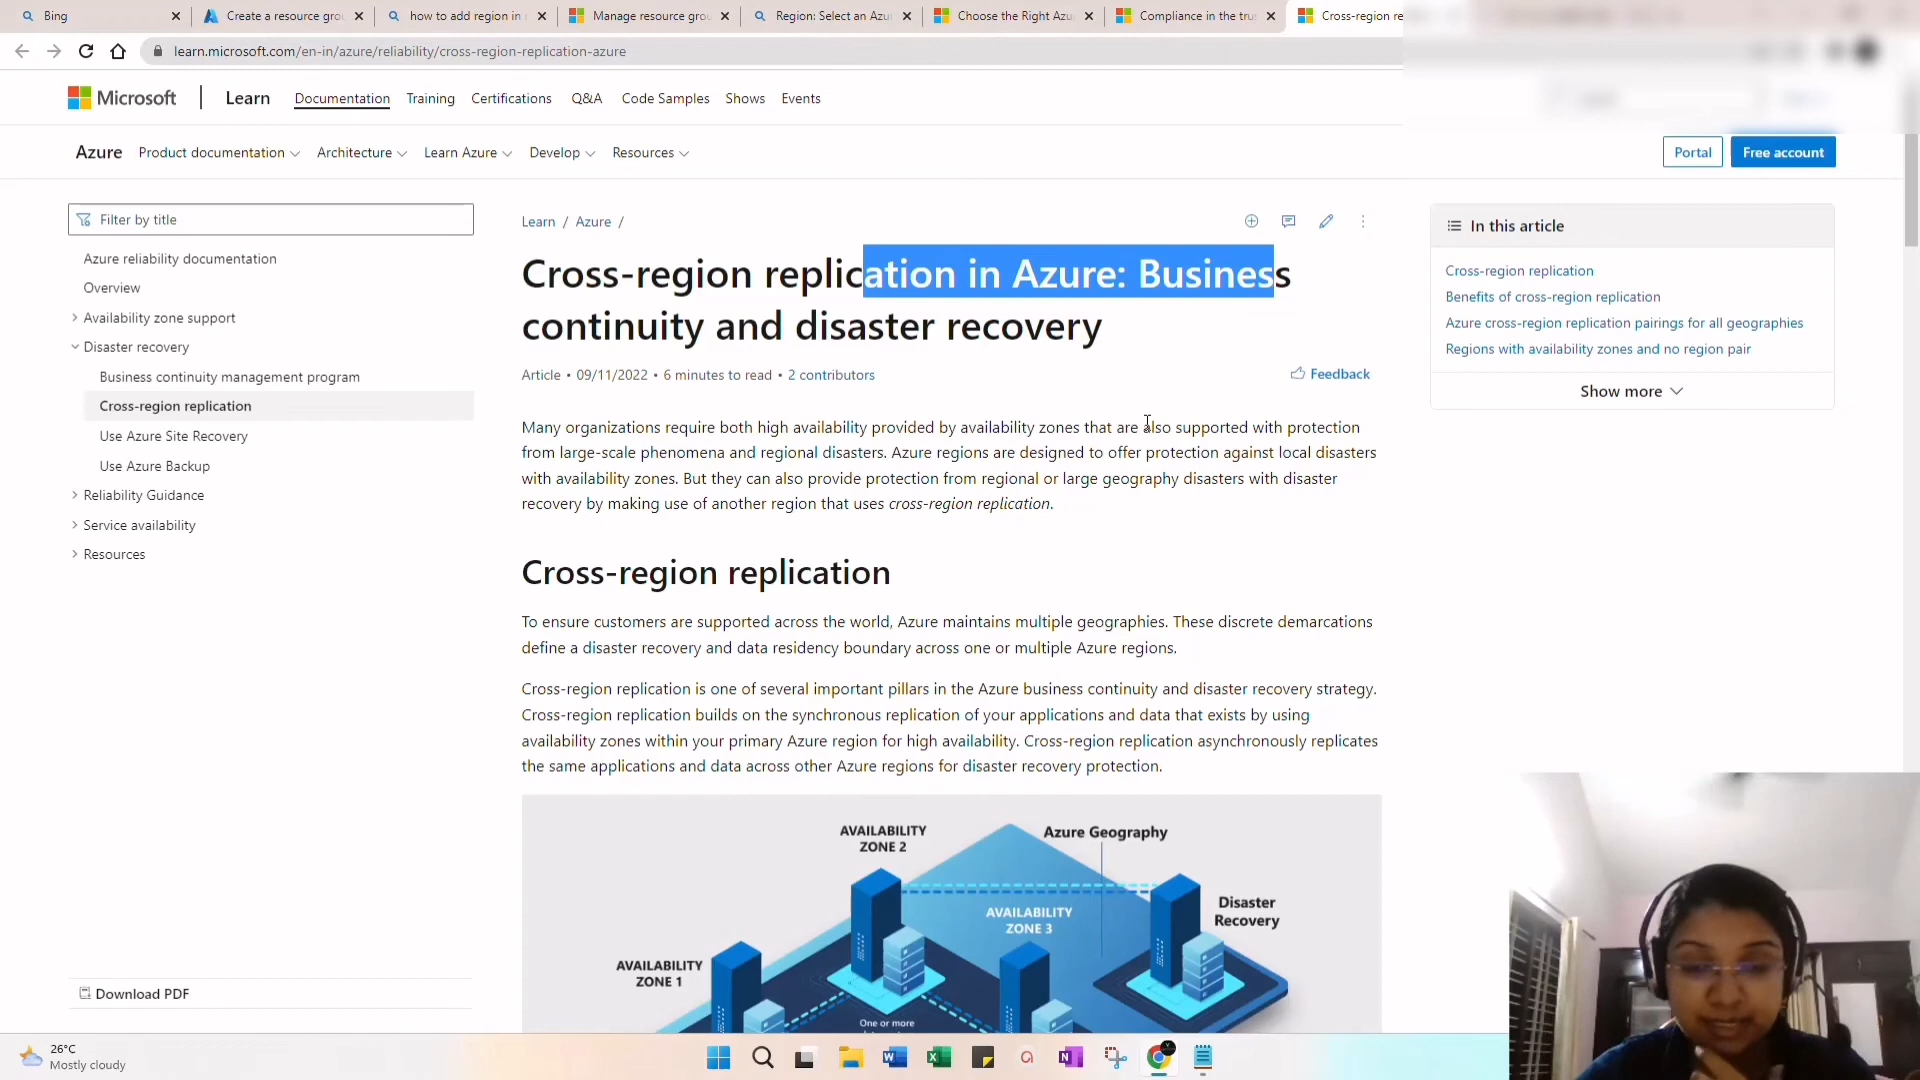 Bing
Create a resource gro
how to add region in
Manage resource gro
Region: Select an Azu
Choose the Right Azu
Compliance in the tru
Cross-region re
learn.microsoft.com/en-in/azure/reliability/cross-region-replication-azure
Microsoft
Learn
Documentation
Training
Certifications
Q&A
Code Samples
Shows
Events
Azure
Product documentation
Architecture
Learn Azure
Develop
Resources
Portal
Free account
Filter by title
Azure reliability documentation
Overview
Availability zone support
Disaster recovery
Business continuity management program
Cross-region replication
Use Azure Site Recovery
Use Azure Backup
Reliability Guidance
Service availability
Resources
Download PDF
Learn / Azure /
Cross-region replication in Azure: Business
continuity and disaster recovery
Article • 09/11/2022 • 6 minutes to read • 2 contributors
Feedback
Many organizations require both high availability provided by availability zones that are also supported with protection
from large-scale phenomena and regional disasters. Azure regions are designed to offer protection against local disasters
with availability zones. But they can also provide protection from regional or large geography disasters with disaster
recovery by making use of another region that uses cross-region replication.
Cross-region replication
To ensure customers are supported across the world, Azure maintains multiple geographies. These discrete demarcations
define a disaster recovery and data residency boundary across one or multiple Azure regions.
Cross-region replication is one of several important pillars in the Azure business continuity and disaster recovery strategy.
Cross-region replication builds on the synchronous replication of your applications and data that exists by using
availability zones within your primary Azure region for high availability. Cross-region replication asynchronously replicates
the same applications and data across other Azure regions for disaster recovery protection.
AVAILABILITY
ZONE 2
Azure Geography
AVAILABILITY
ZONE 3
Disaster
Recovery
AVAILABILITY
ZONE 1
One or more
In this article
Cross-region replication
Benefits of cross-region replication
Azure cross-region replication pairings for all geographies
Regions with availability zones and no region pair
Show more
26°C
Mostly cloudy